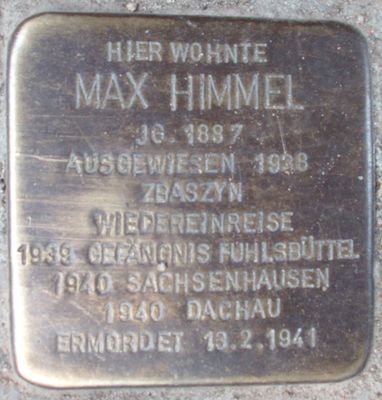 HIER WOHNTE
MAX HIMMEL
JG. 1887
AUSGEWIESEN 1938
ZBASZYN
WIEDEREINREISE
1939 GEFÄNGNIS FUHLSBÜTTEL
1940 SACHSENHAUSEN
1940 DACHAU
ERMORDET 13.2.1941